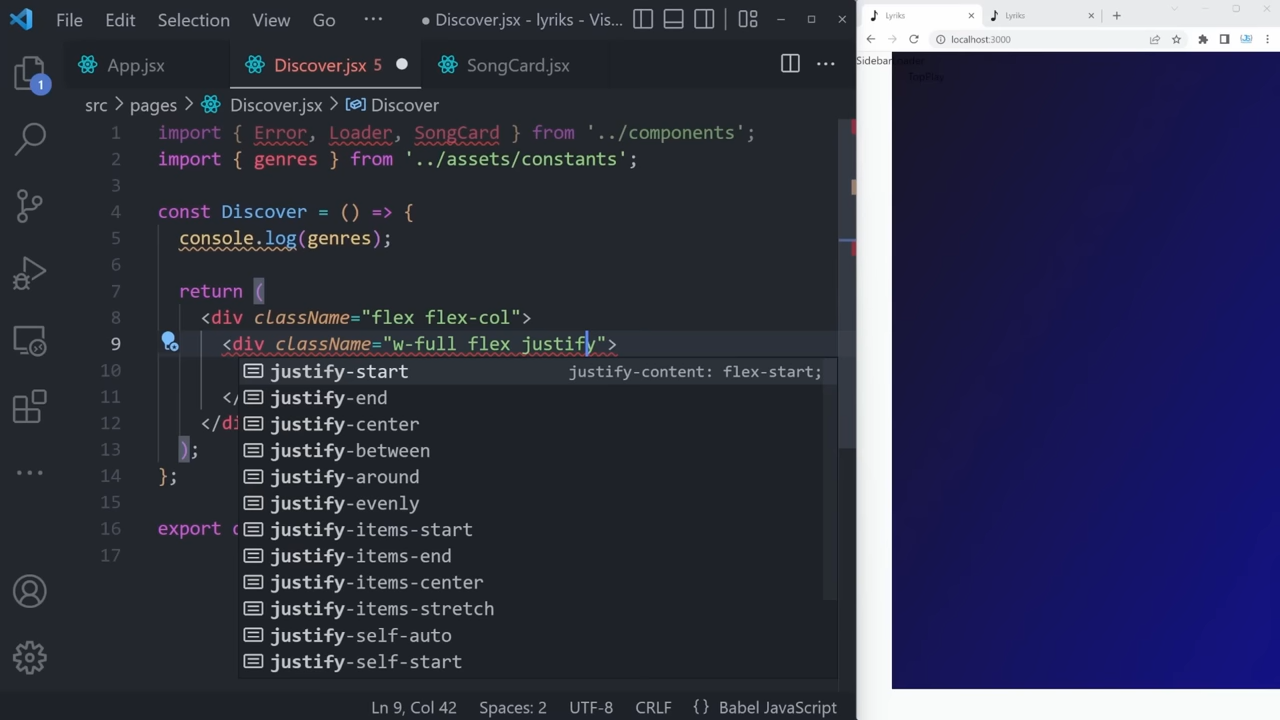 File Edit Selection View Go ··· ● Discover.jsx - lyriks - Vis...
App.jsx Discover.jsx 5 SongCard.jsx
src > pages > Discover.jsx > Discover
1 import { Error, Loader, SongCard } from '../components';
2 import { genres } from '../assets/constants';
3
4 const Discover = () => {
5 console.log(genres);
6
7 return (
8 <div className="flex flex-col">
9 <div className="w-full flex justify">
10 justify-start justify-content: flex-start;
11 </ justify-end
12 </di justify-center
13 ); justify-between
14 }; justify-around
15 justify-evenly
16 export justify-items-start
17 justify-items-end
justify-items-center
justify-items-stretch
justify-self-auto
justify-self-start
1
Ln 9, Col 42 Spaces: 2 UTF-8 CRLF {} Babel JavaScript
Lyriks Lyriks
localhost:3000